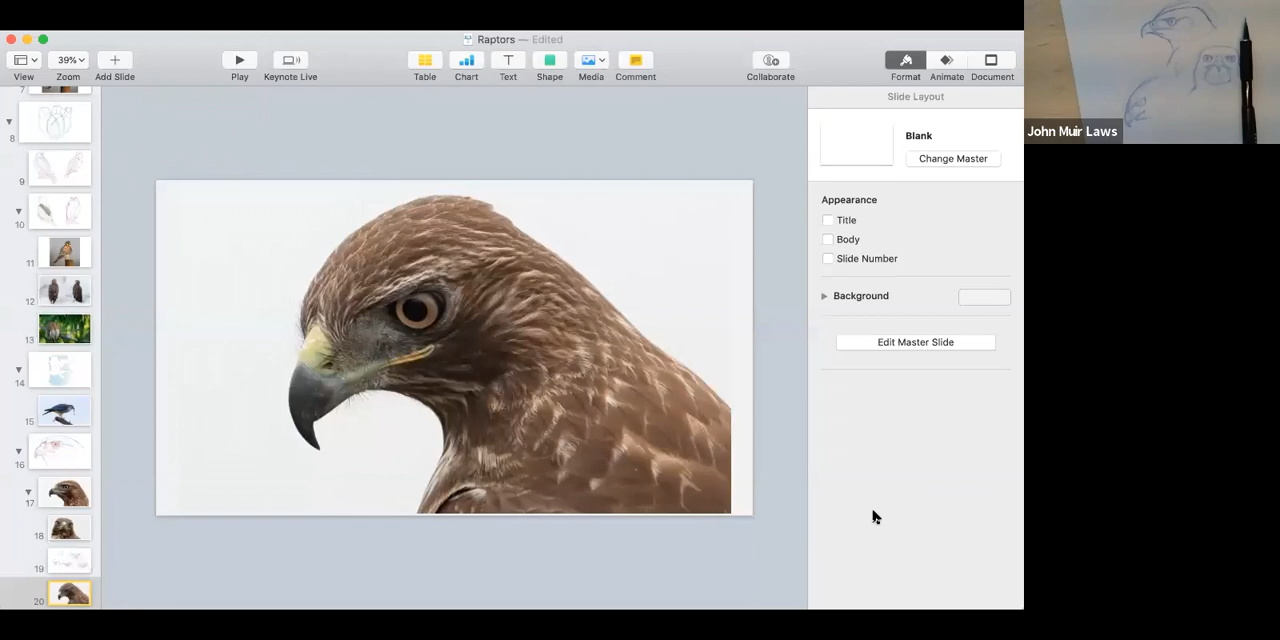 Raptors — Edited
View
39%
Zoom
Add Slide
Play
Keynote Live
Table
Chart
Text
Shape
Media
Comment
Collaborate
Format
Animate
Document
Slide Layout
Blank
Change Master
Appearance
Title
Body
Slide Number
Background
Edit Master Slide
7
8
9
10
11
12
13
14
15
16
17
18
19
20
John Muir Laws